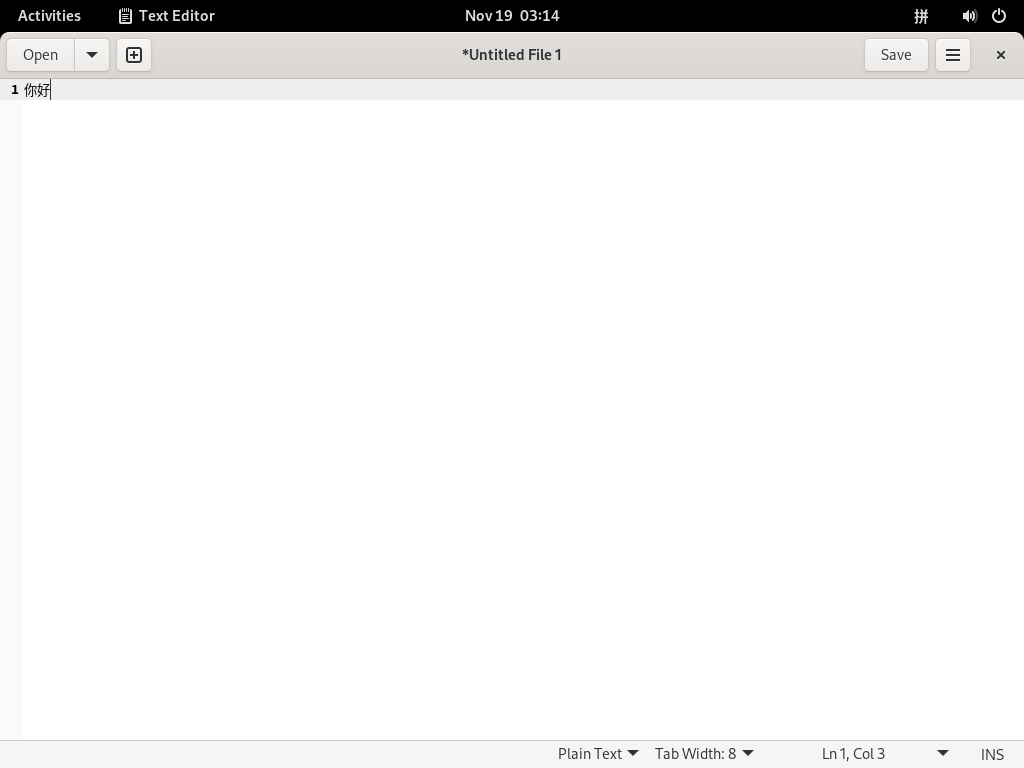 Activities Text Editor Nov 19 03:14 拼
Open *Untitled File 1 Save
1 你好
Plain Text Tab Width: 8 Ln 1, Col 3 INS